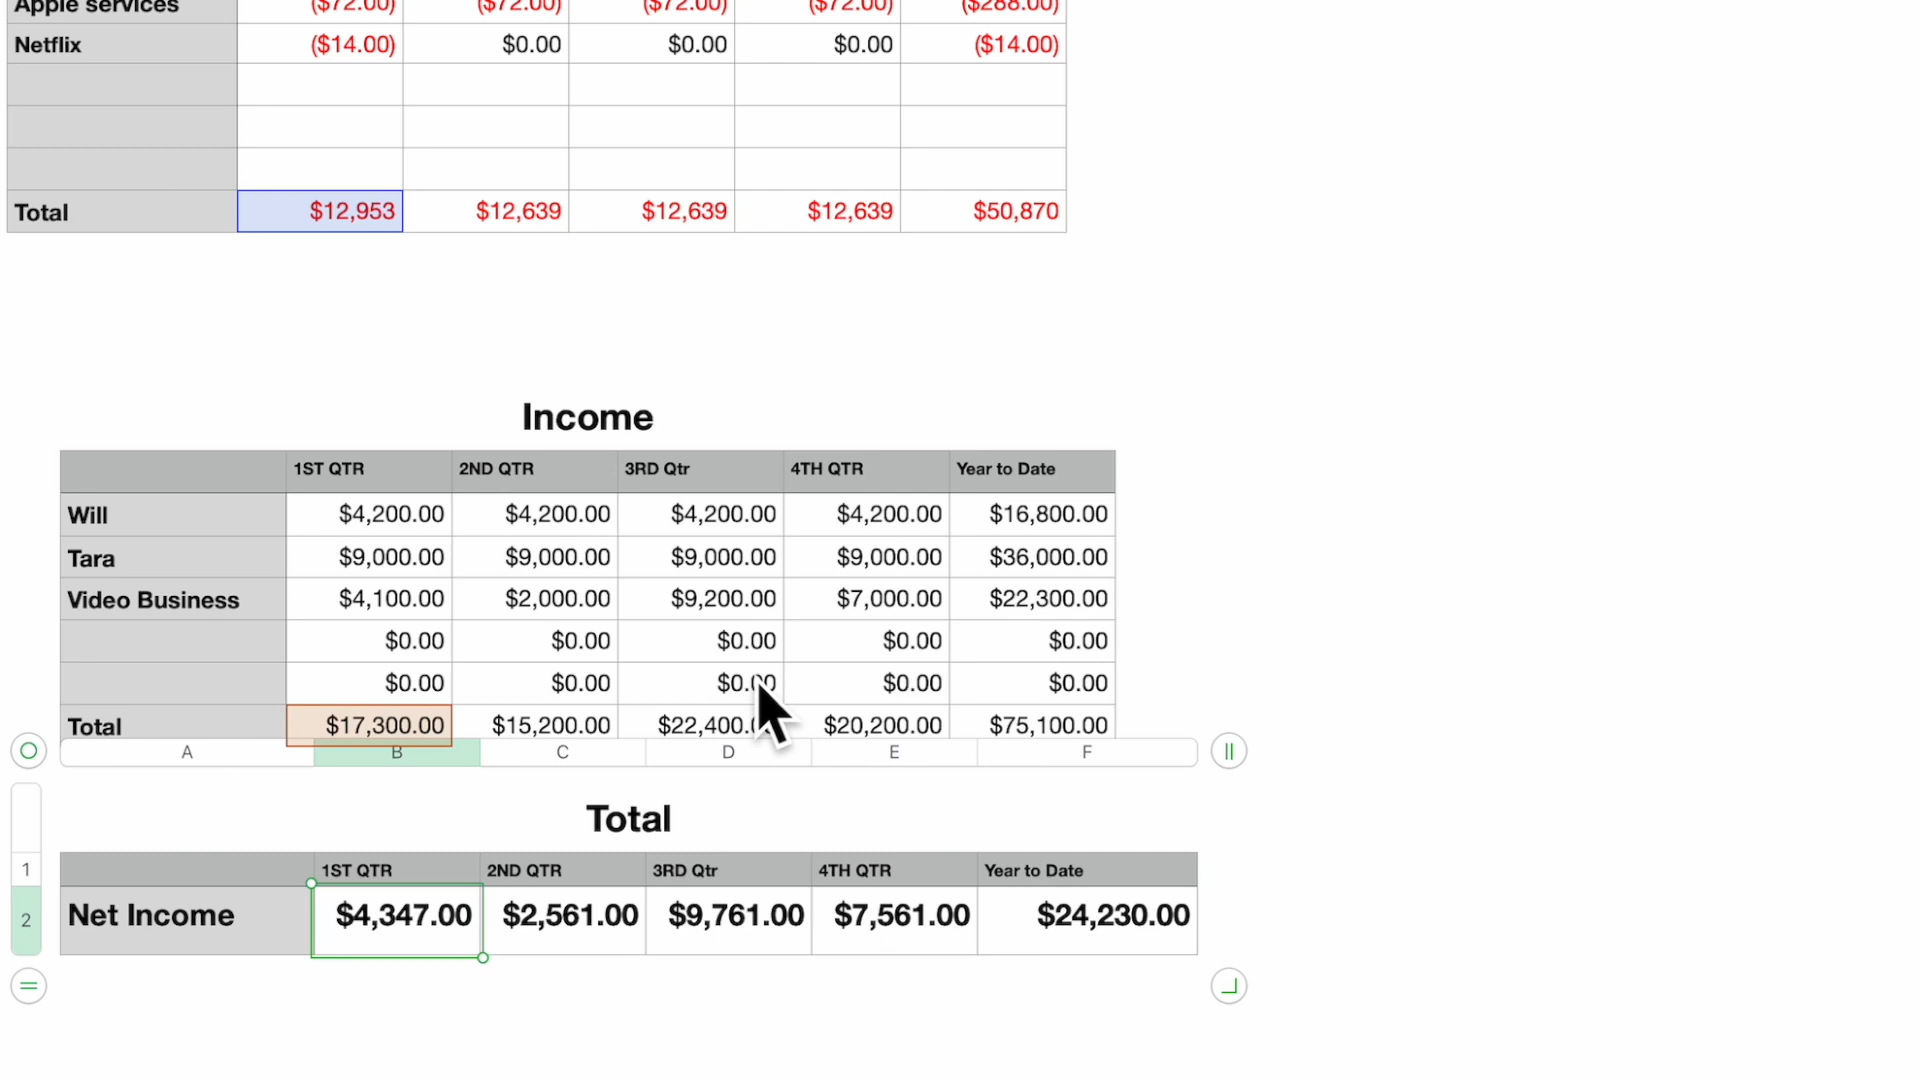 Apple services ($72.00) ($72.00) ($72.00) ($72.00) ($288.00)
Netflix ($14.00) $0.00 $0.00 $0.00 ($14.00)
Total $12,953 $12,639 $12,639 $12,639 $50,870
Income
1ST QTR 2ND QTR 3RD Qtr 4TH QTR Year to Date
Will $4,200.00 $4,200.00 $4,200.00 $4,200.00 $16,800.00
Tara $9,000.00 $9,000.00 $9,000.00 $9,000.00 $36,000.00
Video Business $4,100.00 $2,000.00 $9,200.00 $7,000.00 $22,300.00
$0.00 $0.00 $0.00 $0.00 $0.00
$0.00 $0.00 $0.00 $0.00 $0.00
Total $17,300.00 $15,200.00 $22,400.00 $20,200.00 $75,100.00
A B C D E F
Total
1 1ST QTR 2ND QTR 3RD Qtr 4TH QTR Year to Date
2 Net Income $4,347.00 $2,561.00 $9,761.00 $7,561.00 $24,230.00